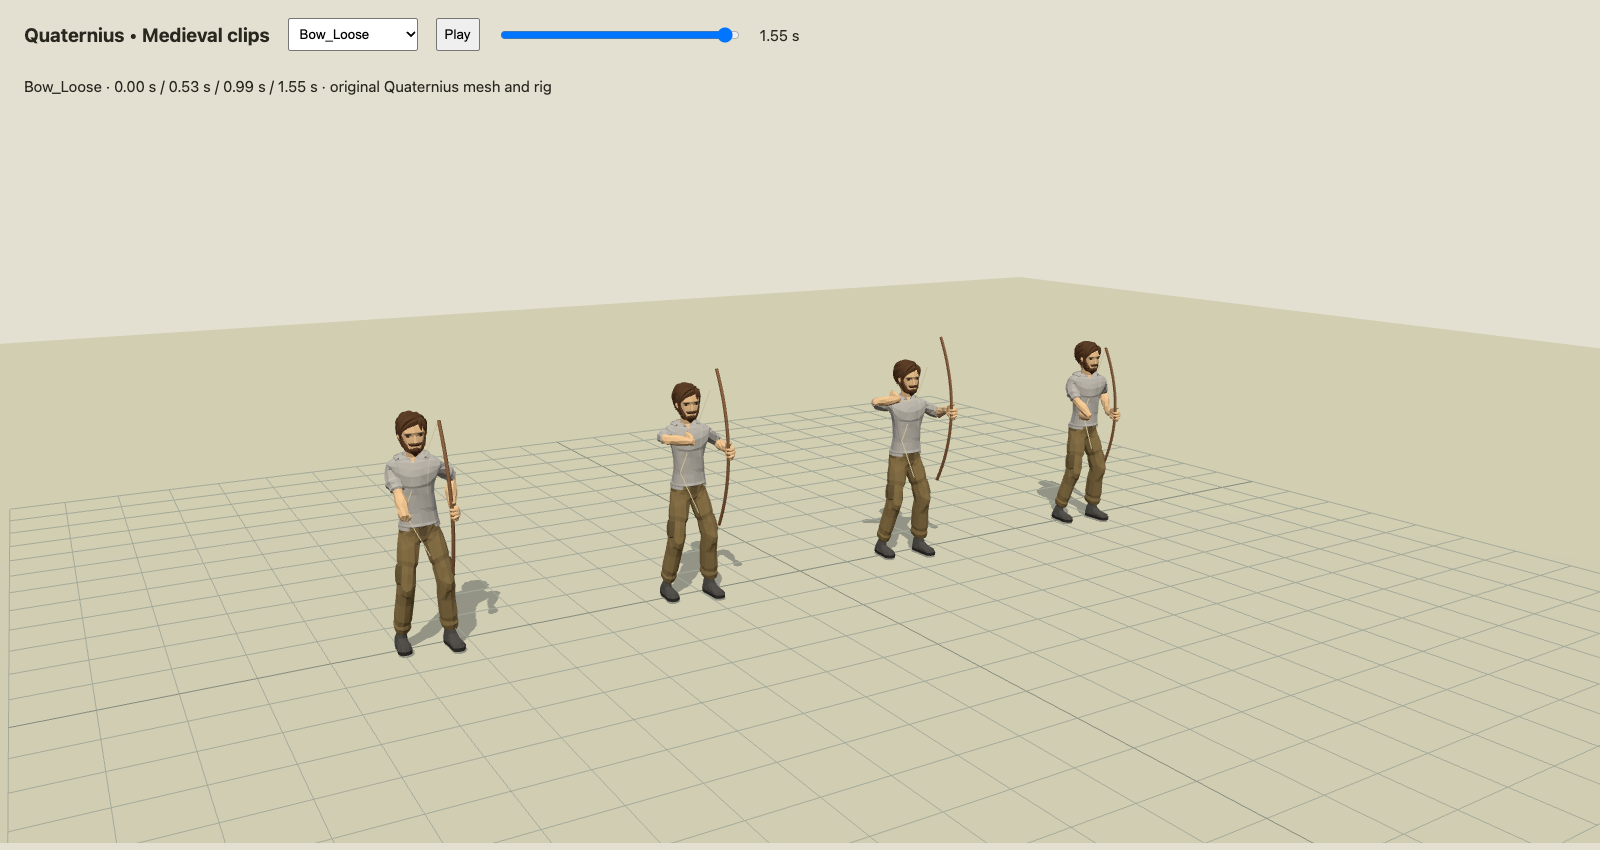 Quaternius • Medieval clips Bow_Loose Play 1.55 s
Bow_Loose · 0.00 s / 0.53 s / 0.99 s / 1.55 s · original Quaternius mesh and rig